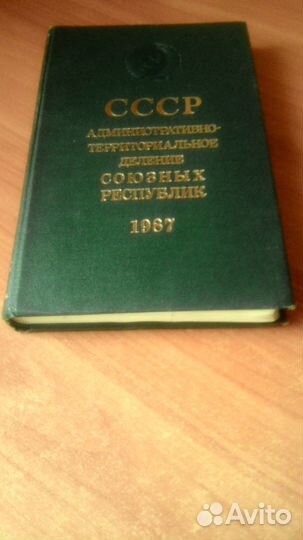 СССР
АДМИНИСТРАТИВНО-
ТЕРРИТОРИАЛЬНОЕ
ДЕЛЕНИЕ
СОЮЗНЫХ
РЕСПУБЛИК
1987
Avito